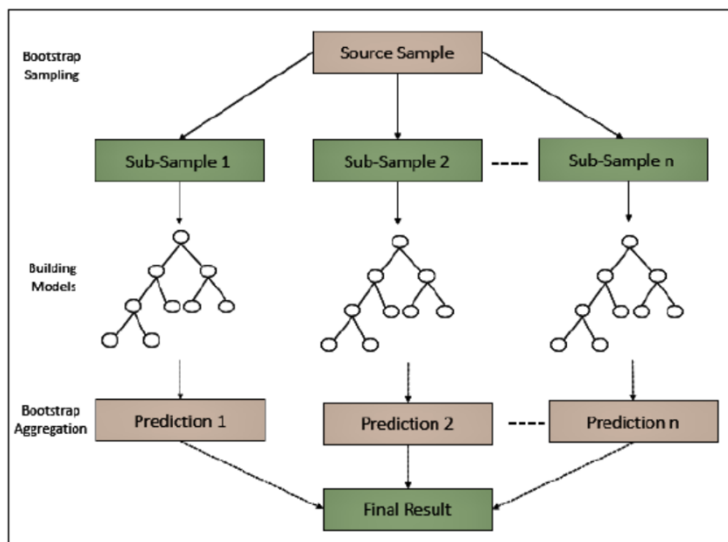 Bootstrap
Sampling
Source Sample
Sub-Sample 1
Sub-Sample 2
Sub-Sample n
Building
Models
Bootstrap
Aggregation
Prediction 1
Prediction 2
Prediction n
Final Result